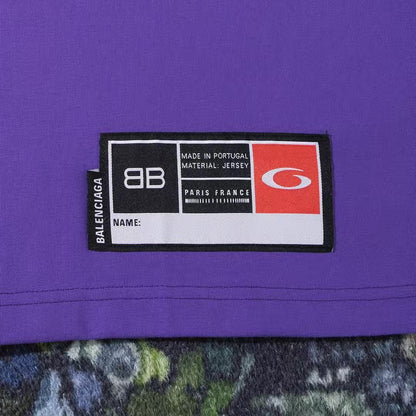 BALENCIAGA
BB
MADE IN PORTUGAL
MATERIAL: JERSEY
PARIS FRANCE
NAME: